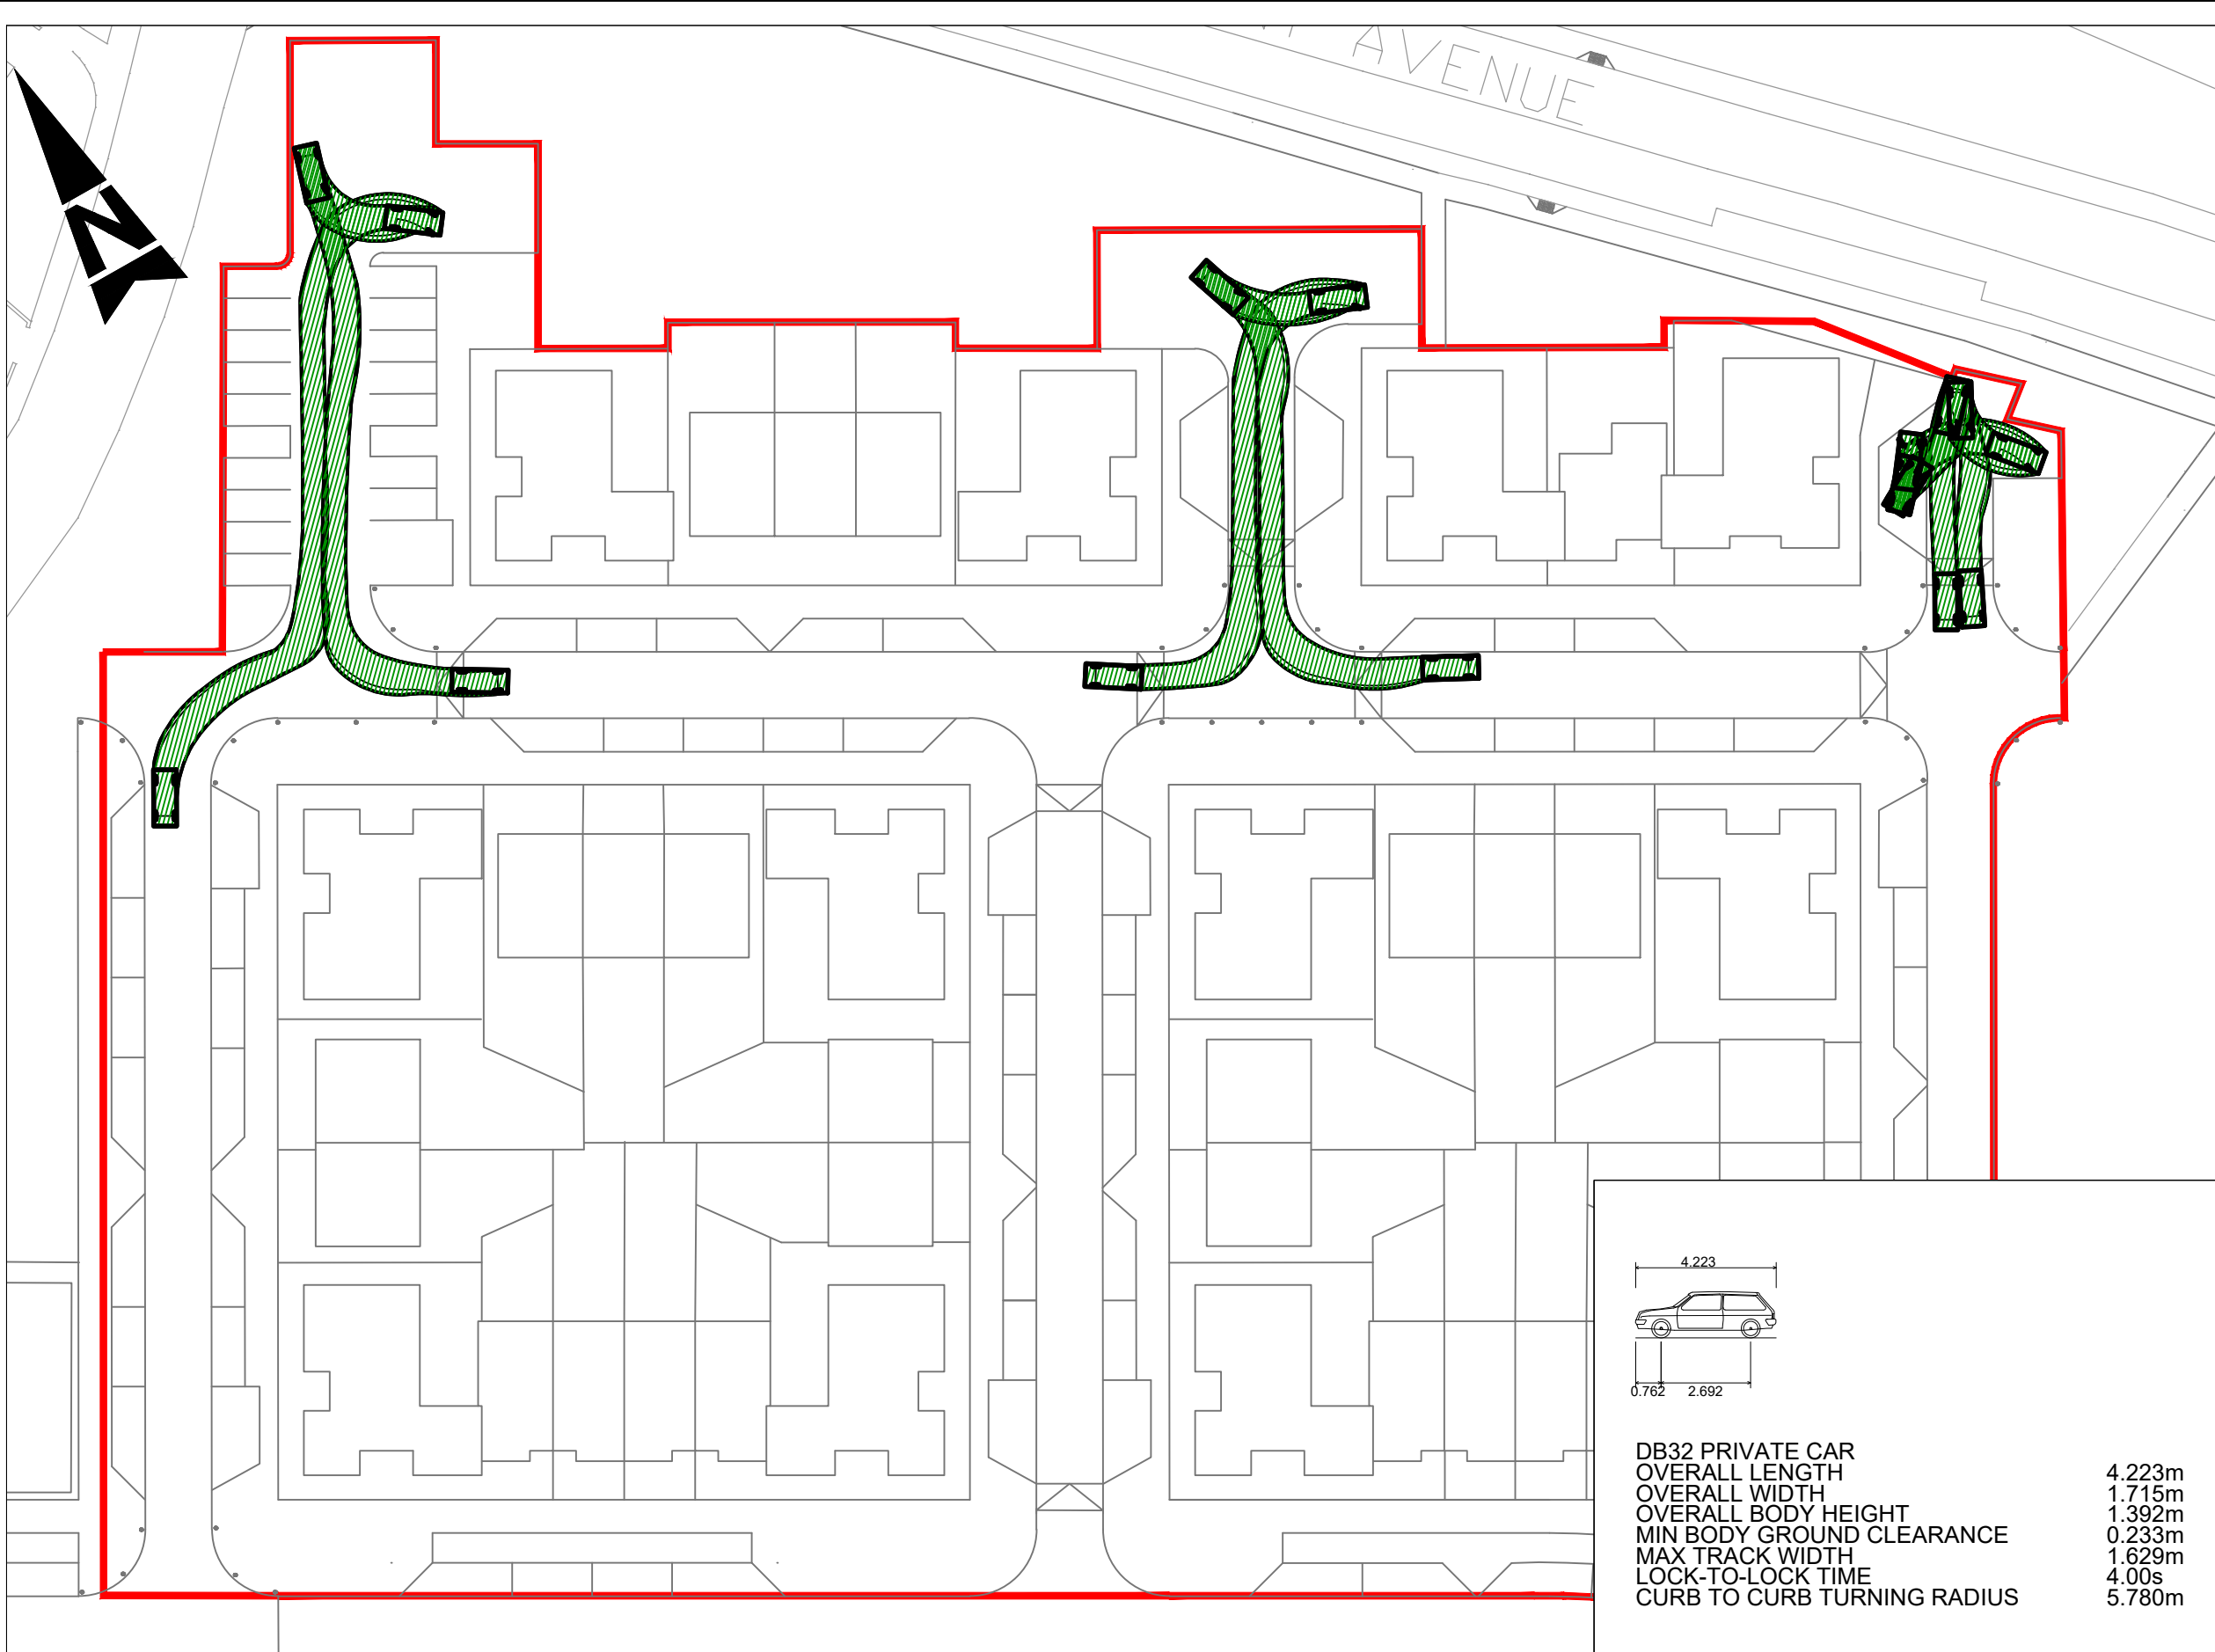 AVENUE
N
4.223
0.762 2.692
DB32 PRIVATE CAR
OVERALL LENGTH 4.223m
OVERALL WIDTH 1.715m
OVERALL BODY HEIGHT 1.392m
MIN BODY GROUND CLEARANCE 0.233m
MAX TRACK WIDTH 1.629m
LOCK-TO-LOCK TIME 4.00s
CURB TO CURB TURNING RADIUS 5.780m